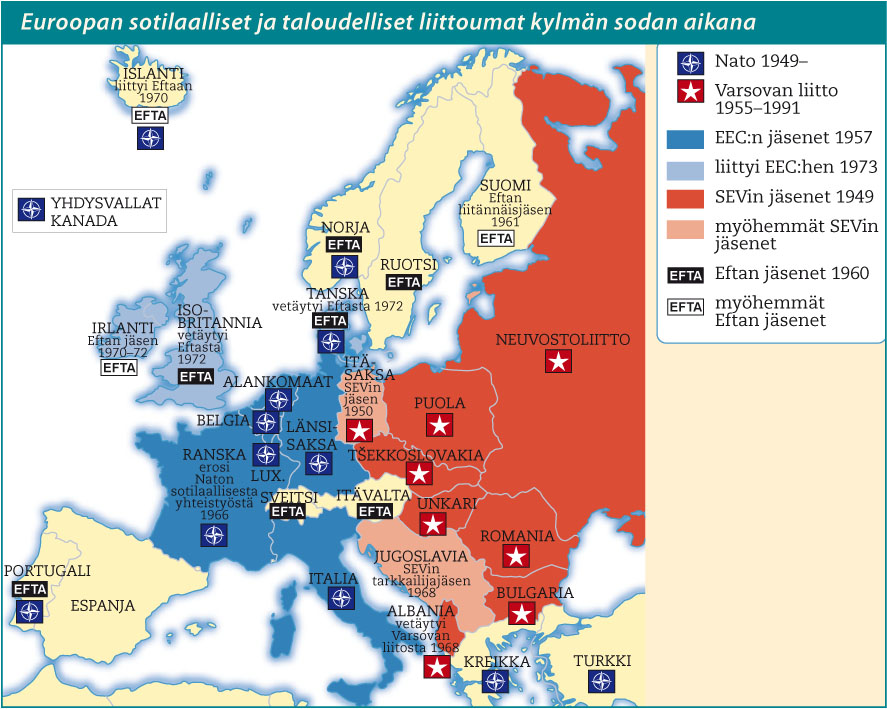 Euroopan sotilaalliset ja taloudelliset liittoumat kylmän sodan aikana
Nato 1949–
Varsovan liitto
1955–1991
EEC:n jäsenet 1957
liittyi EEC:hen 1973
SEVin jäsenet 1949
myöhemmät SEVin
jäsenet
EFTA
Eftan jäsenet 1960
EFTA
myöhemmät
Eftan jäsenet
ISLANTI
liittyi Eftaan
1970
EFTA
YHDYSVALLAT
KANADA
SUOMI
Eftan
liitännäisjäsen
1961
EFTA
NORJA
EFTA
RUOTSI
EFTA
TANSKA
vetäytyi Eftasta 1972
EFTA
IRLANTI
Eftan jäsen
1970–72
EFTA
ISO-
BRITANNIA
vetäytyi
Eftasta
1972
EFTA
NEUVOSTOLIITTO
ALANKOMAAT
BELGIA
LUX.
LÄNSI-
SAKSA
ITÄ-
SAKSA
SEVin
jäsen
1950
PUOLA
TŠEKKOSLOVAKIA
RANSKA
erosi
Naton
sotilaallisesta
yhteistyöstä
1966
SVEITSI
EFTA
ITÄVALTA
EFTA
UNKARI
ROMANIA
JUGOSLAVIA
SEVin
tarkkailijajäsen
1968
BULGARIA
PORTUGALI
EFTA
ESPANJA
ITALIA
ALBANIA
vetäytyi
Varsovan
liitosta 1968
KREIKKA
TURKKI